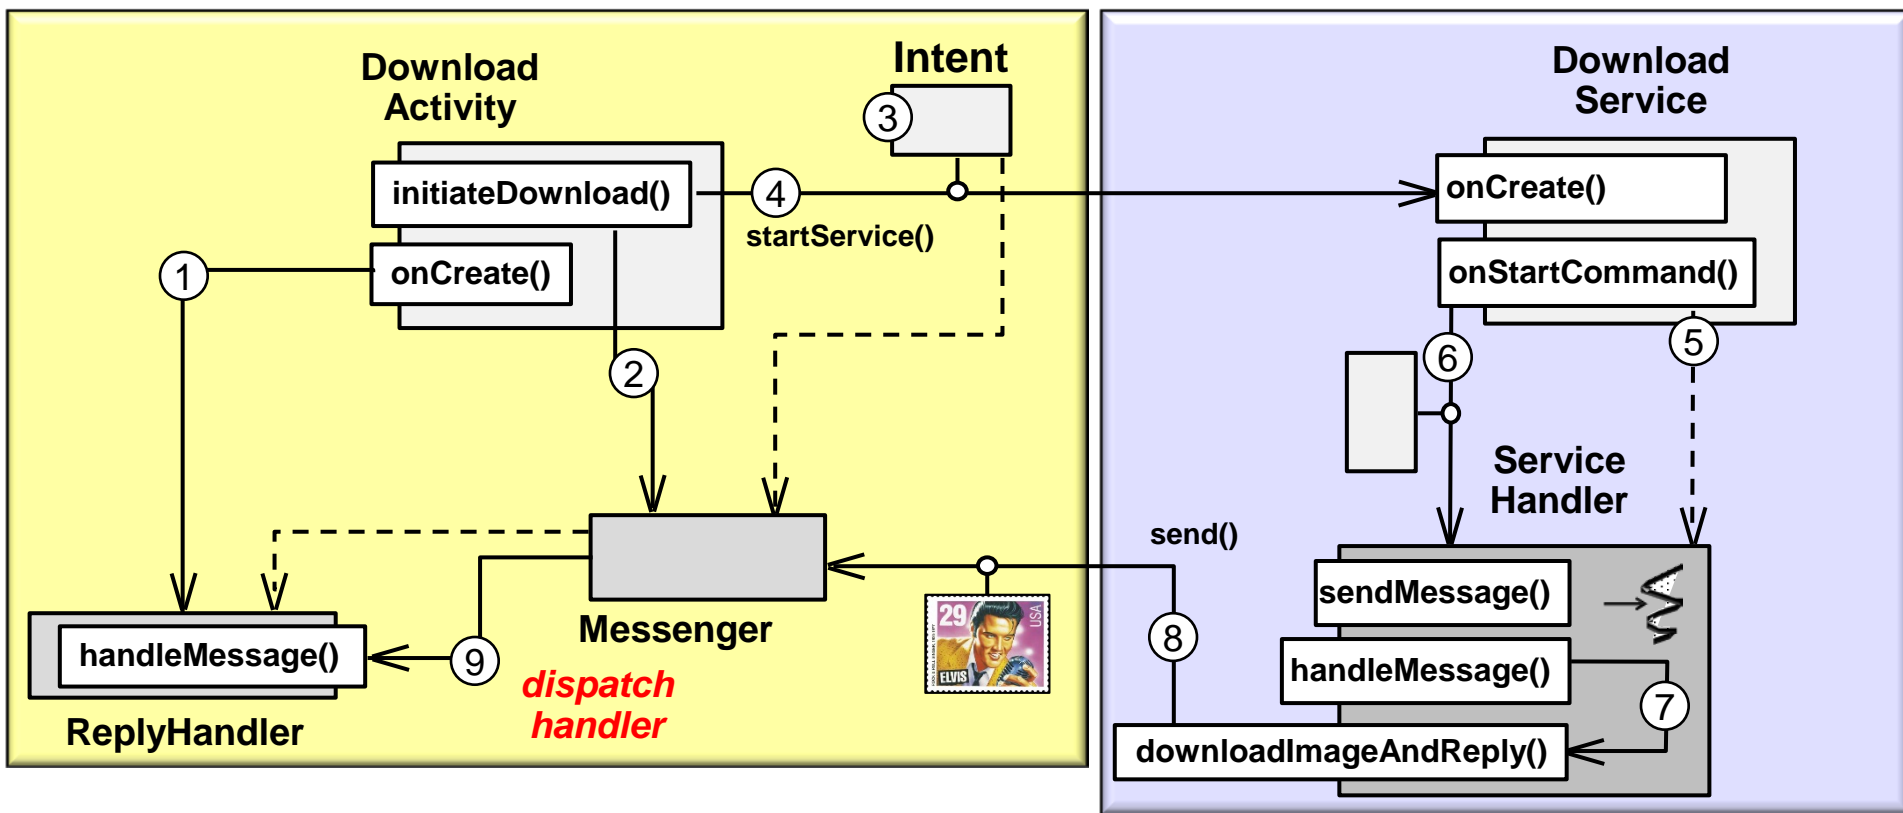 Download
Activity
Intent
3
initiateDownload()
4
startService()
onCreate()
1
2
Messenger
dispatch
handler
handleMessage()
9
ReplyHandler
29
USA
ELVIS
Download
Service
onCreate()
onStartCommand()
6
5
Service
Handler
send()
sendMessage()
8
handleMessage()
7
downloadImageAndReply()